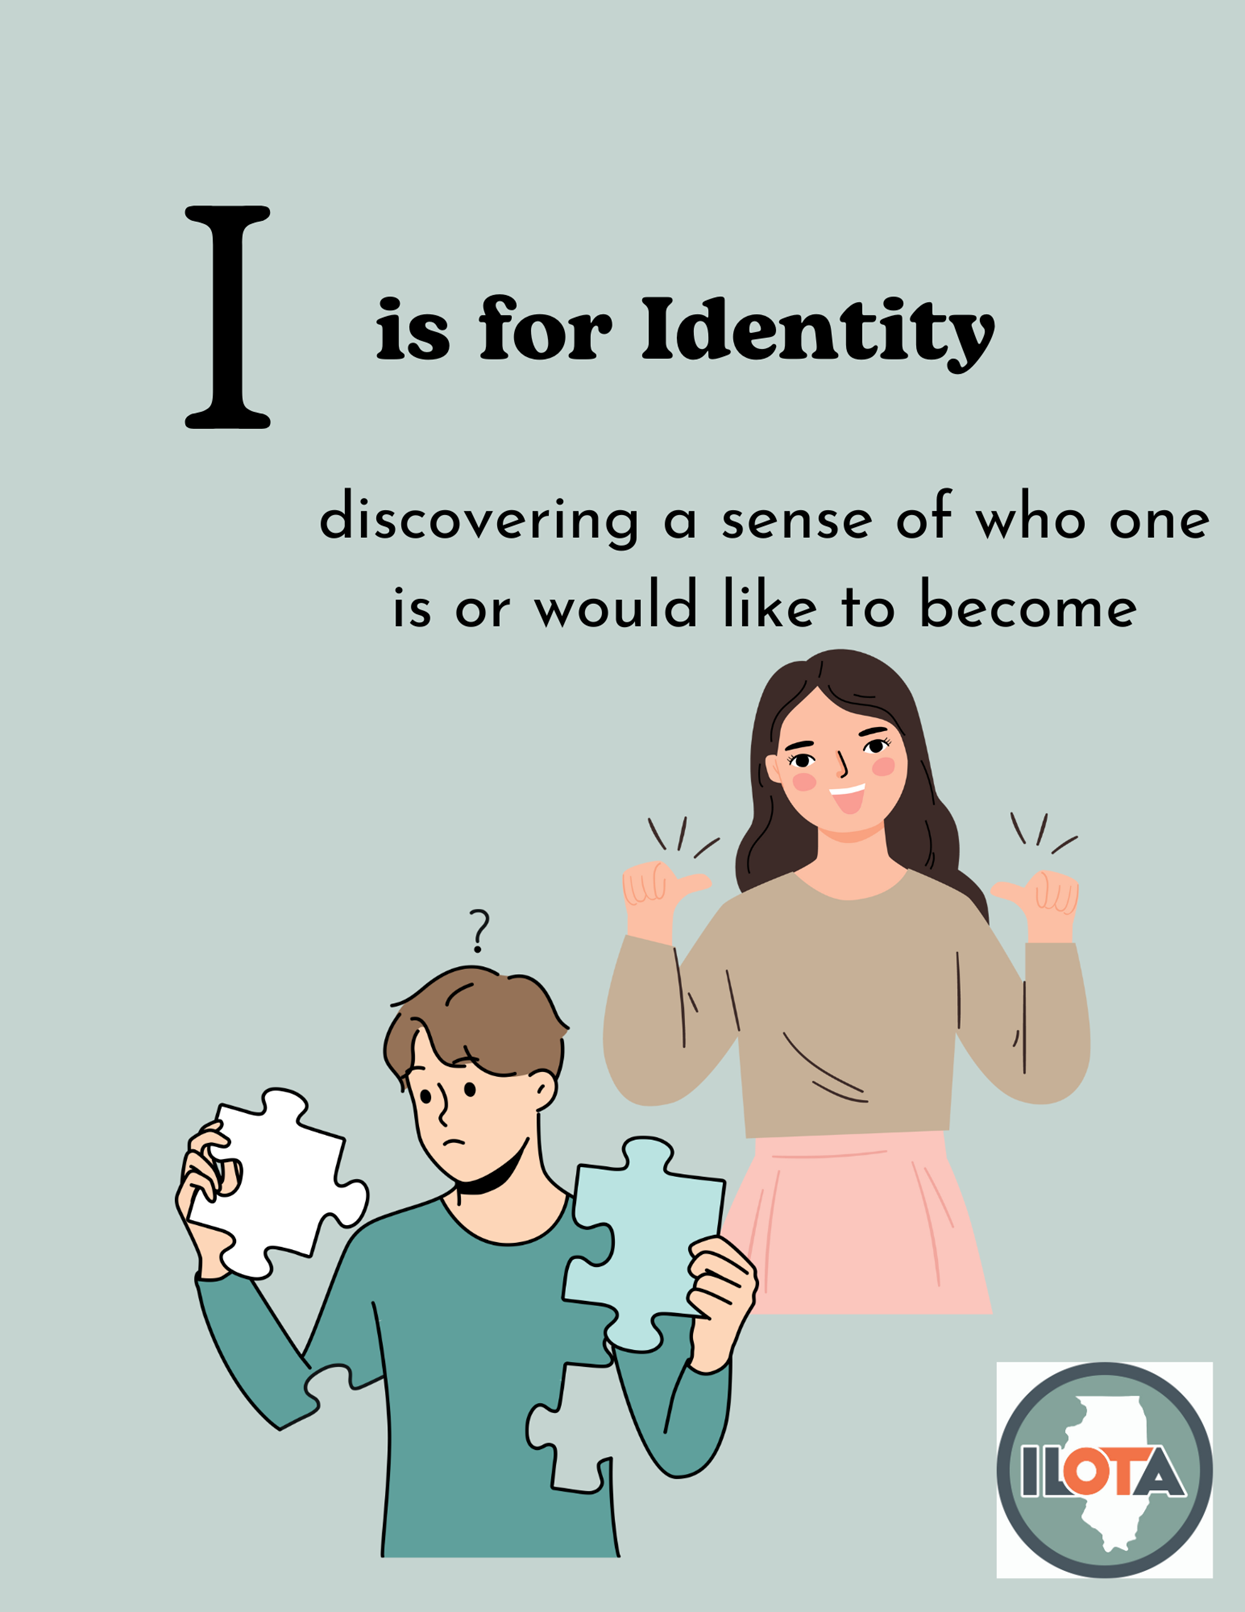 I is for Identity
discovering a sense of who one
is or would like to become
?
ILOTA